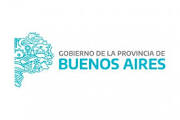 GOBIERNO DE LA PROVINCIA DE
BUENOS AIRES